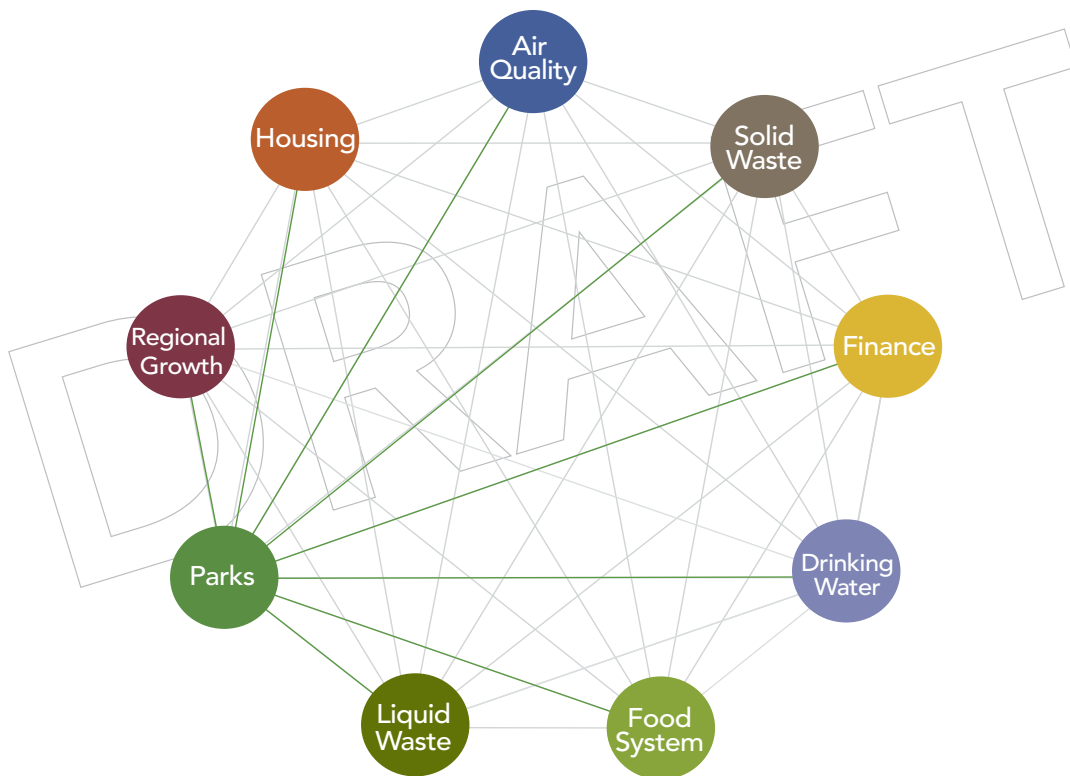 Air
Quality
Housing
Solid
Waste
Regional
Growth
Finance
Parks
Drinking
Water
Liquid
Waste
Food
System
DRAFT